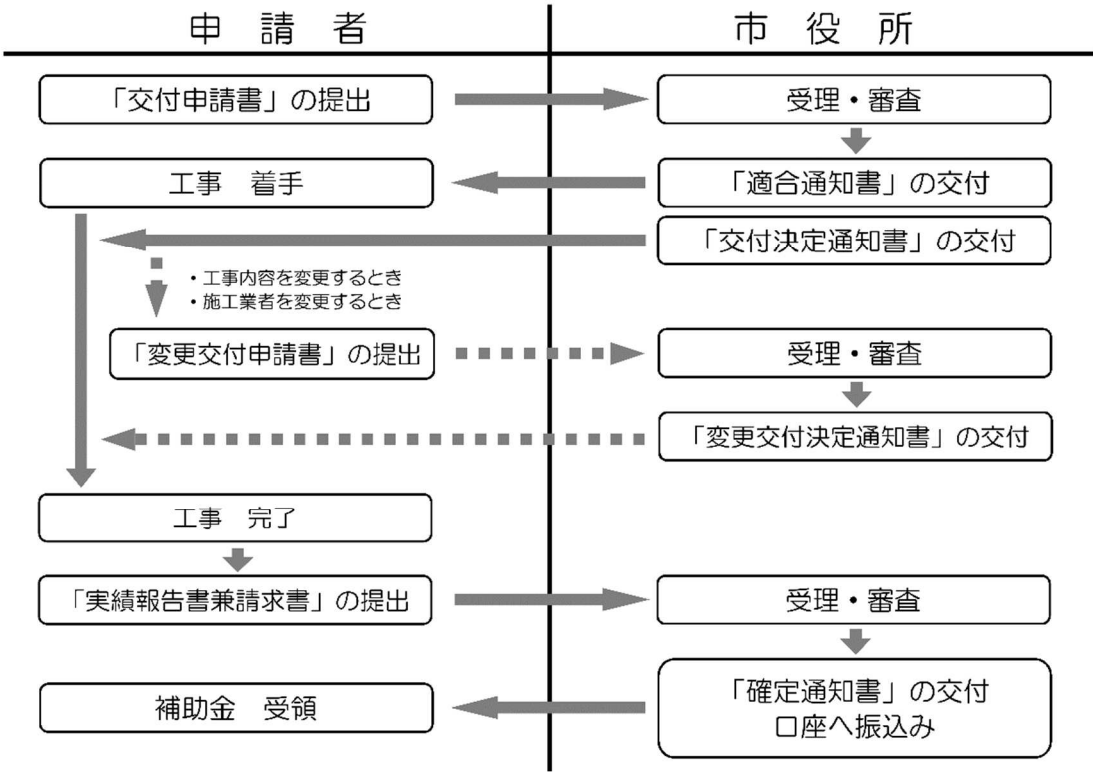 申請者
市役所
「交付申請書」の提出
受理・審査
工事 着手
「適合通知書」の交付
「交付決定通知書」の交付
・工事内容を変更するとき
・施工業者を変更するとき
「変更交付申請書」の提出
受理・審査
「変更交付決定通知書」の交付
工事 完了
「実績報告書兼請求書」の提出
受理・審査
補助金 受領
「確定通知書」の交付
口座へ振込み